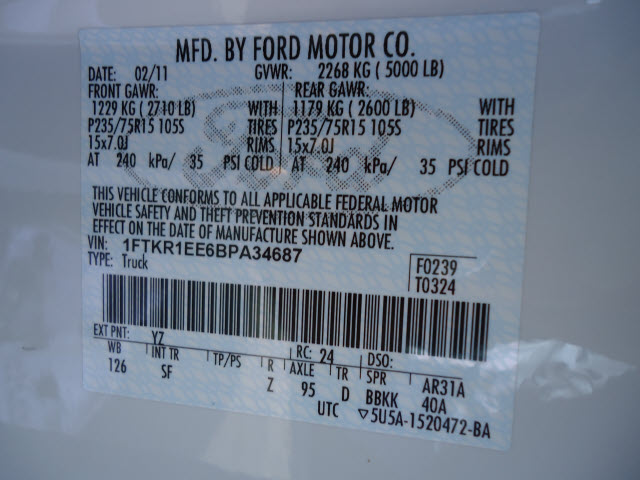 MFD. BY FORD MOTOR CO.
DATE: 02/11 GVWR: 2268 KG ( 5000 LB)
FRONT GAWR: REAR GAWR:
1229 KG ( 2710 LB) WITH 1179 KG ( 2600 LB) WITH
P235/75R15 105S TIRES P235/75R15 105S TIRES
15x7.0J RIMS 15x7.0J RIMS
AT 240 kPa/ 35 PSI COLD AT 240 kPa/ 35 PSI COLD
THIS VEHICLE CONFORMS TO ALL APPLICABLE FEDERAL MOTOR
VEHICLE SAFETY AND THEFT PREVENTION STANDARDS IN
EFFECT ON THE DATE OF MANUFACTURE SHOWN ABOVE.
VIN: 1FTKR1EE6BPA34687
TYPE: Truck F0239
T0324
EXT PNT: YZ RC: 24 DSO:
WB INT TR TP/PS R AXLE TR SPR AR31A
126 SF Z 95 D BBKK 40A
UTC ▽5U5A-1520472-BA
Ford